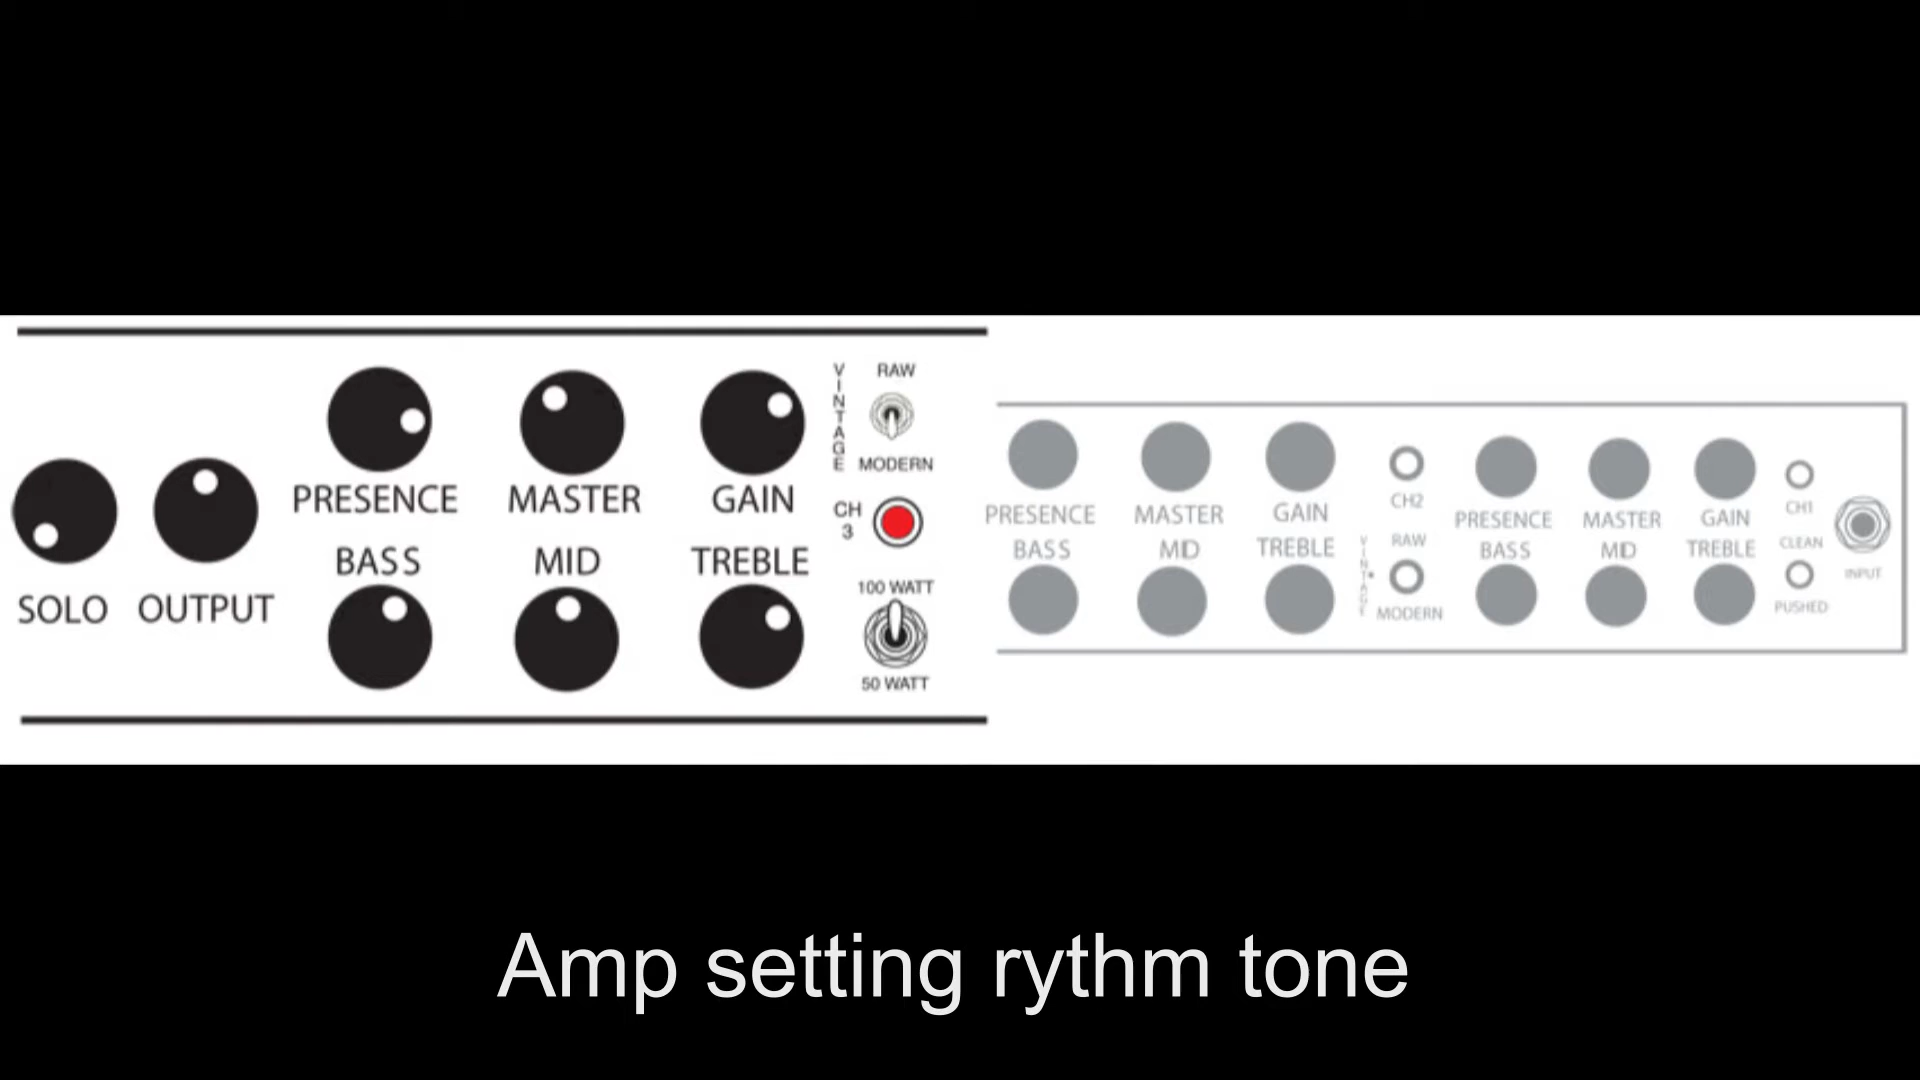 VINTAGE
RAW
MODERN
PRESENCE MASTER GAIN
CH 3
BASS MID TREBLE
SOLO OUTPUT
100 WATT
50 WATT
PRESENCE MASTER GAIN
BASS MID TREBLE
CH2
VINTAGE
RAW
MODERN
PRESENCE MASTER GAIN
BASS MID TREBLE
CH1
CLEAN
PUSHED
INPUT
Amp setting rythm tone